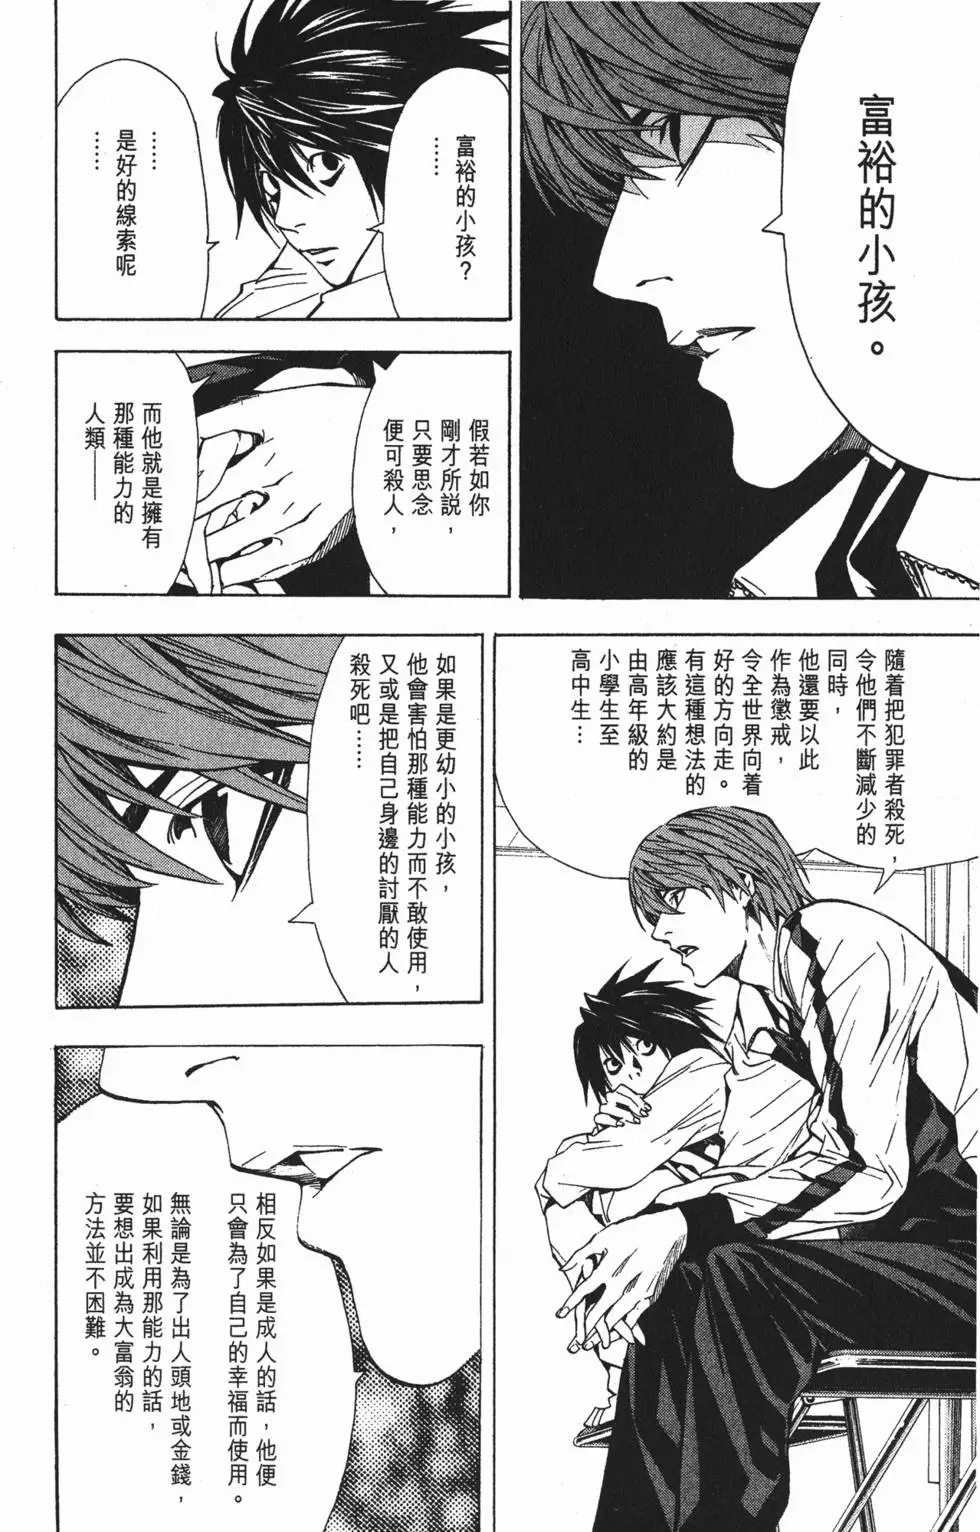 富裕的小孩。
富裕的小孩？
……
……
是好的線索呢
……
假若如你
剛才所説，
只要思念
便可殺人，
而他就是擁有
那種能力的
人類——
隨着把犯罪者殺死，
令他們不斷減少的
同時，
他還要以此
作為懲戒，
令全世界向着
好的方向走。
有這種想法的
應該大約是
由高年級的
小學生至
高中生…
如果是更幼小的小孩，
他會害怕那種能力而不敢使用，
又或是把自己身邊的討厭的人
殺死吧……
相反如果是成人的話，他便
只會為了自己的幸福而使用。
無論是為了出人頭地或金錢，
如果利用那能力的話，
要想出成為大富翁的
方法並不困難。